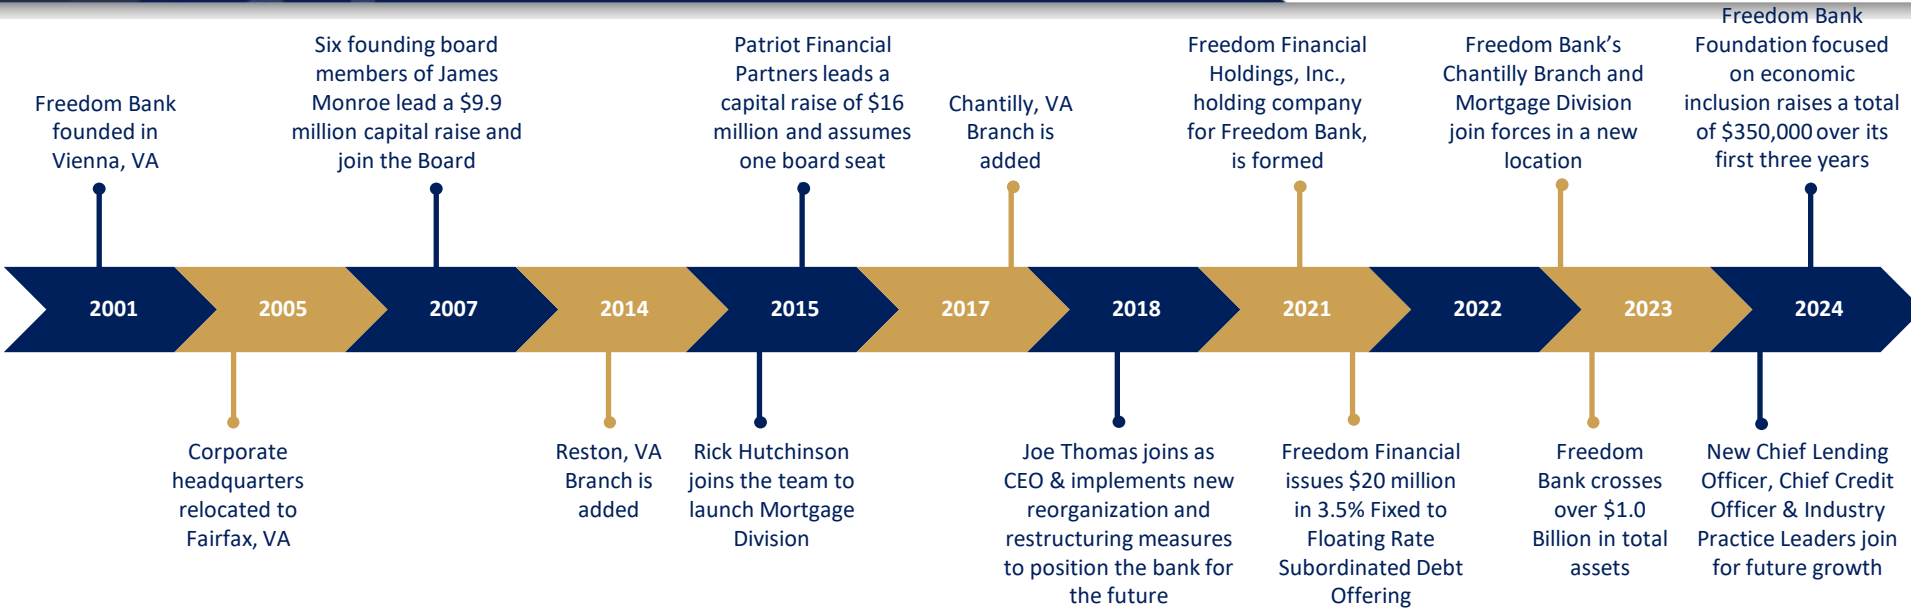 Freedom Bank
founded in
Vienna, VA
Six founding board
members of James
Monroe lead a $9.9
million capital raise and
join the Board
Patriot Financial
Partners leads a
capital raise of $16
million and assumes
one board seat
Chantilly, VA
Branch is
added
Freedom Financial
Holdings, Inc.,
holding company
for Freedom Bank,
is formed
Freedom Bank’s
Chantilly Branch and
Mortgage Division
join forces in a new
location
Freedom Bank
Foundation focused
on economic
inclusion raises a total
of $350,000 over its
first three years
2001
2005
2007
2014
2015
2017
2018
2021
2022
2023
2024
Corporate
headquarters
relocated to
Fairfax, VA
Reston, VA
Branch is
added
Rick Hutchinson
joins the team to
launch Mortgage
Division
Joe Thomas joins as
CEO & implements new
reorganization and
restructuring measures
to position the bank for
the future
Freedom Financial
issues $20 million
in 3.5% Fixed to
Floating Rate
Subordinated Debt
Offering
Freedom
Bank crosses
over $1.0
Billion in total
assets
New Chief Lending
Officer, Chief Credit
Officer & Industry
Practice Leaders join
for future growth